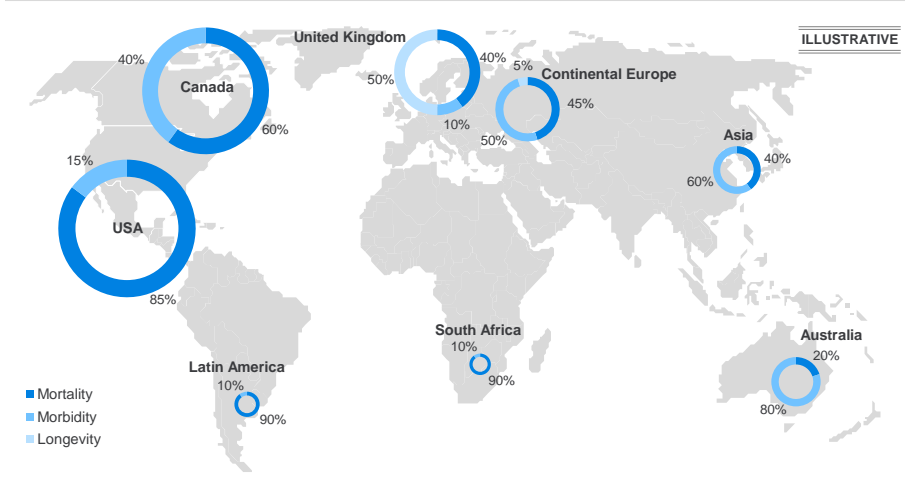 ILLUSTRATIVE
United Kingdom
40%
50%
10%
5%
Continental Europe
45%
50%
40%
Canada
60%
15%
USA
85%
Asia
40%
60%
South Africa
10%
90%
Australia
20%
80%
Latin America
10%
90%
Mortality
Morbidity
Longevity